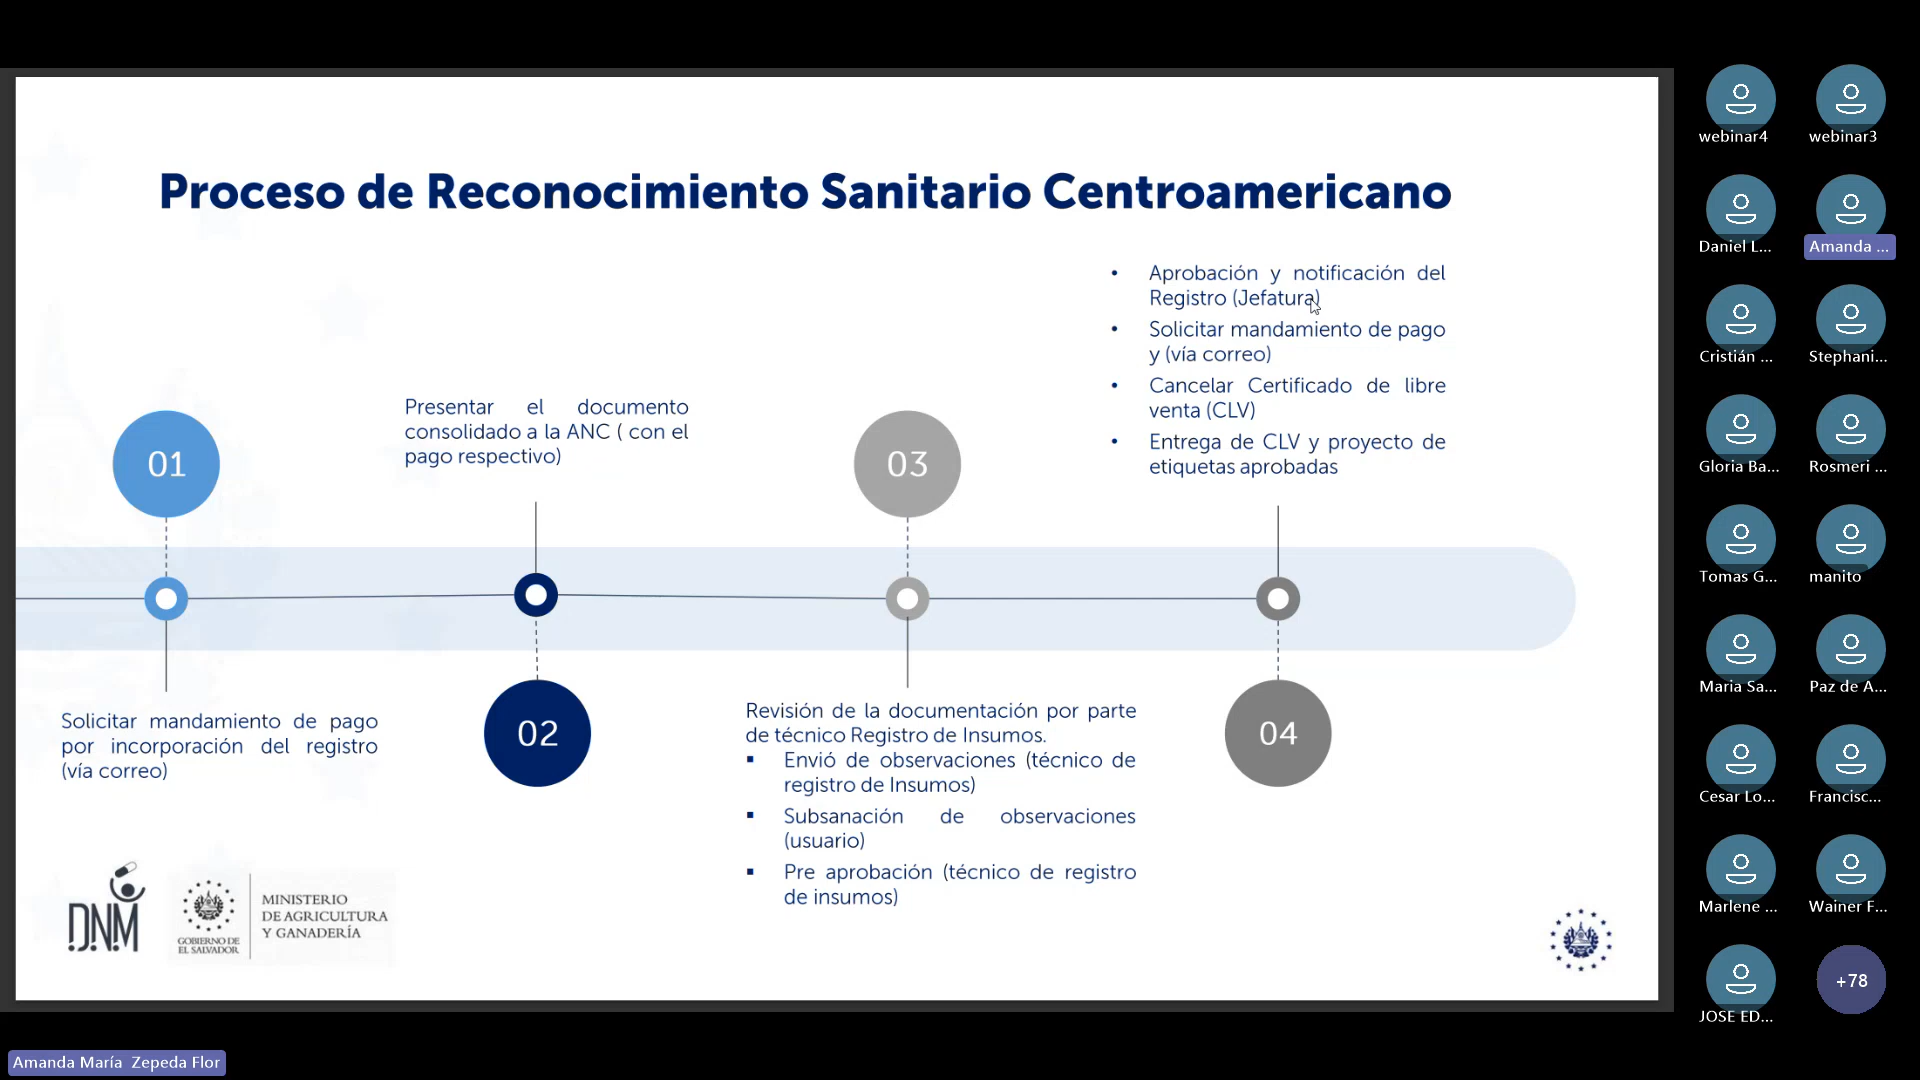 Proceso de Reconocimiento Sanitario Centroamericano
01
Solicitar mandamiento de pago
por incorporación del registro
(vía correo)
Presentar el documento
consolidado a la ANC ( con el
pago respectivo)
02
03
Revisión de la documentación por parte
de técnico Registro de Insumos.
▪ Envió de observaciones (técnico de
registro de Insumos)
▪ Subsanación de observaciones
(usuario)
▪ Pre aprobación (técnico de registro
de insumos)
• Aprobación y notificación del
Registro (Jefatura)
• Solicitar mandamiento de pago
y (vía correo)
• Cancelar Certificado de libre
venta (CLV)
• Entrega de CLV y proyecto de
etiquetas aprobadas
04
DNM
GOBIERNO DE
EL SALVADOR
MINISTERIO
DE AGRICULTURA
Y GANADERÍA
webinar4
webinar3
Daniel L...
Amanda ...
Cristián ...
Stephani...
Gloria Ba...
Rosmeri ...
Tomas G...
manito
Maria Sa...
Paz de A...
Cesar Lo...
Francisc...
Marlene ...
Wainer F...
JOSE ED...
+78
Amanda María Zepeda Flor